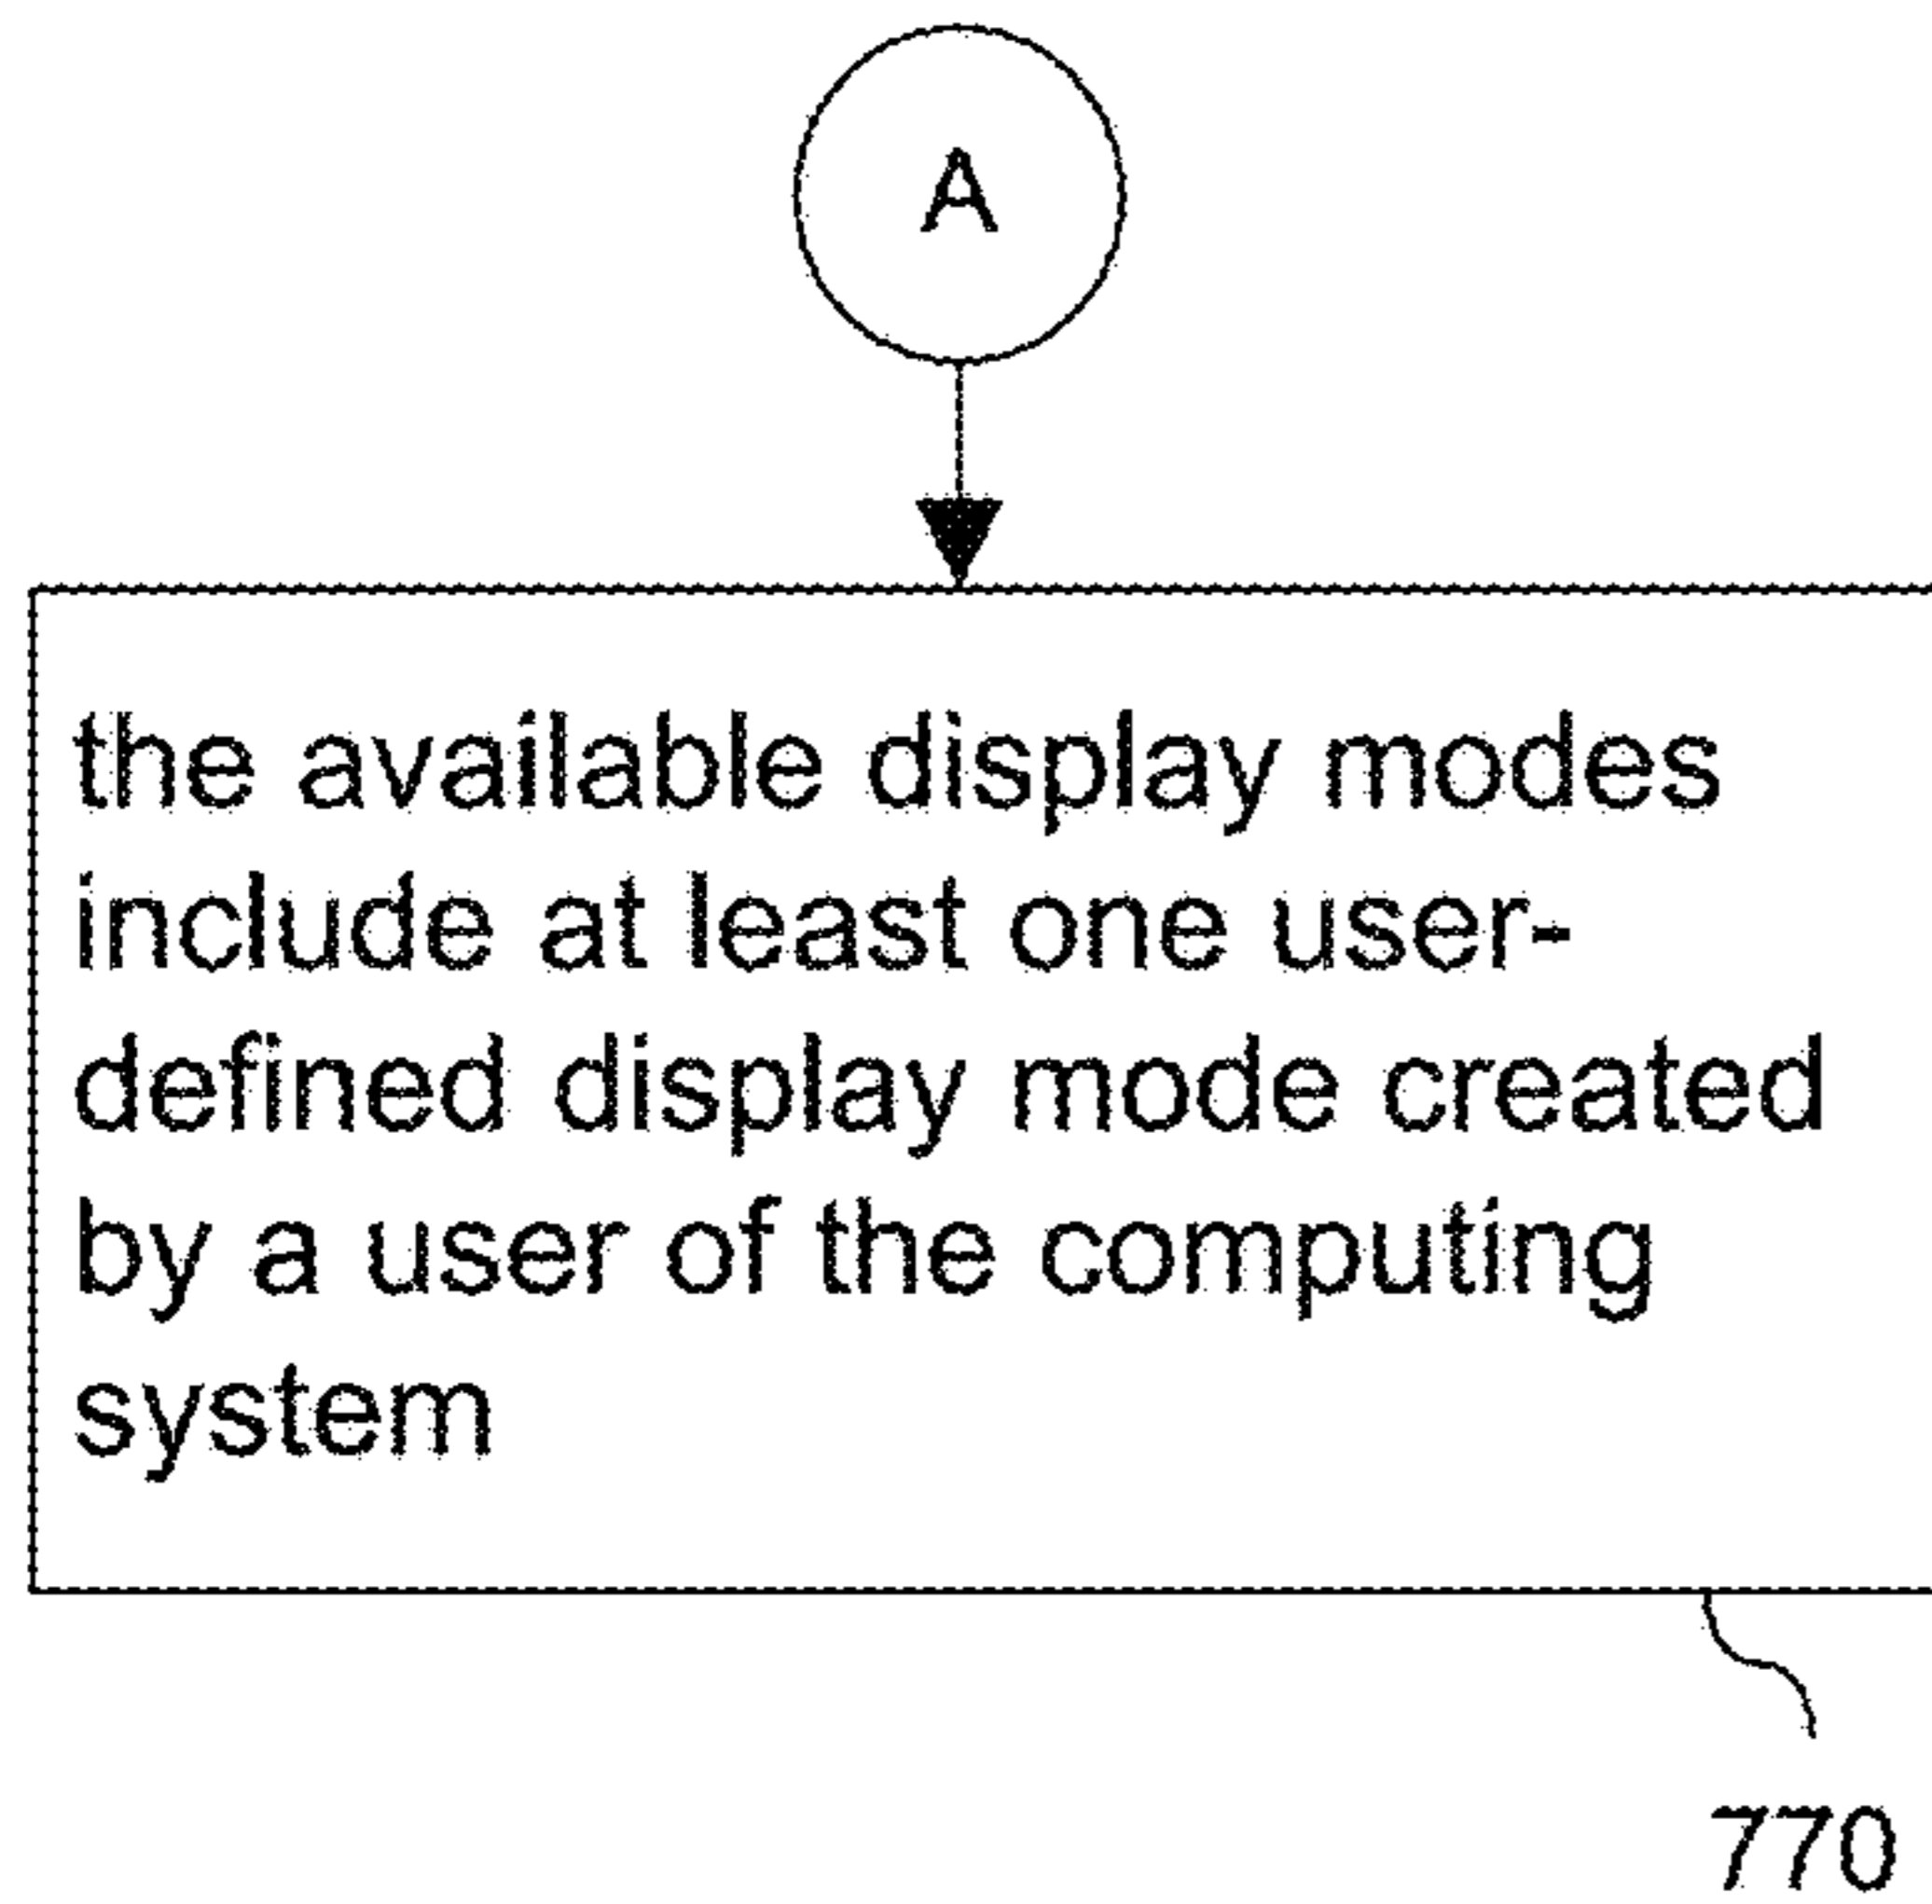 A
the available display modes
include at least one user-
defined display mode created
by a user of the computing
system
770